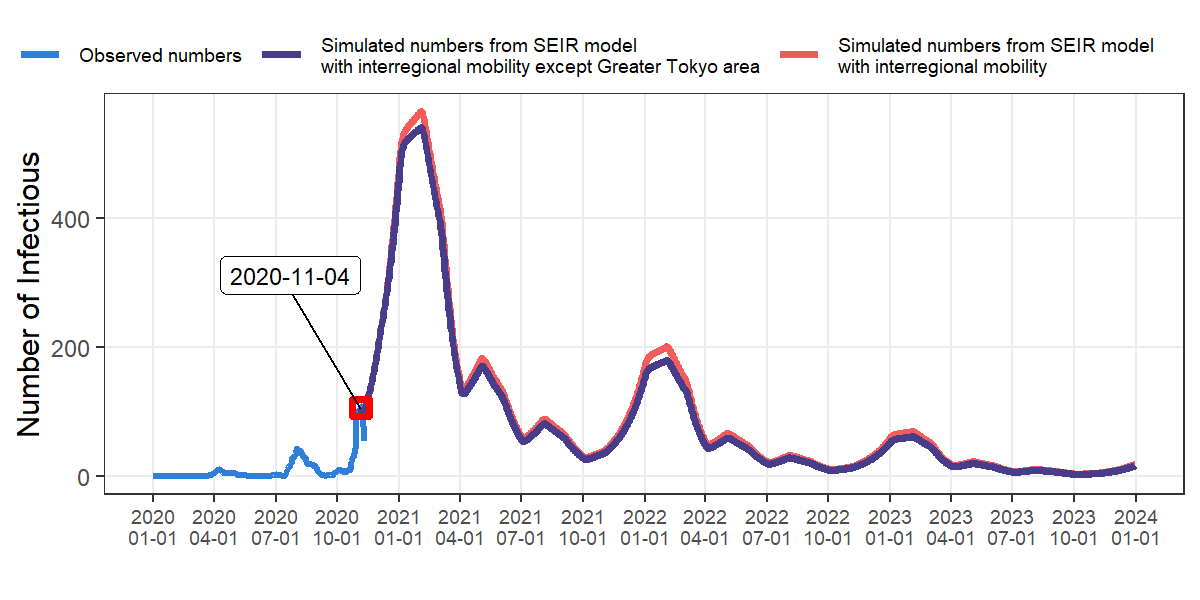 Observed numbers
Simulated numbers from SEIR model
with interregional mobility except Greater Tokyo area
Simulated numbers from SEIR model
with interregional mobility
Number of Infectious
400
200
0
2020-11-04
2020 2020 2020 2020 2021 2021 2021 2021 2022 2022 2022 2022 2023 2023 2023 2023 2024
01-01 04-01 07-01 10-01 01-01 04-01 07-01 10-01 01-01 04-01 07-01 10-01 01-01 04-01 07-01 10-01 01-01